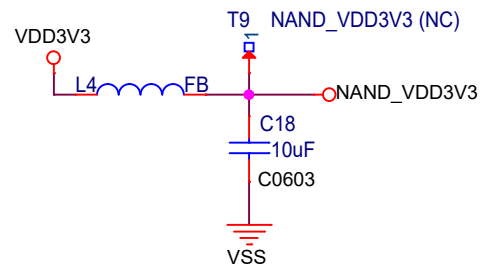 T9 NAND_VDD3V3 (NC)
VDD3V3
1
L4 FB
NAND_VDD3V3
C18
10uF
C0603
VSS